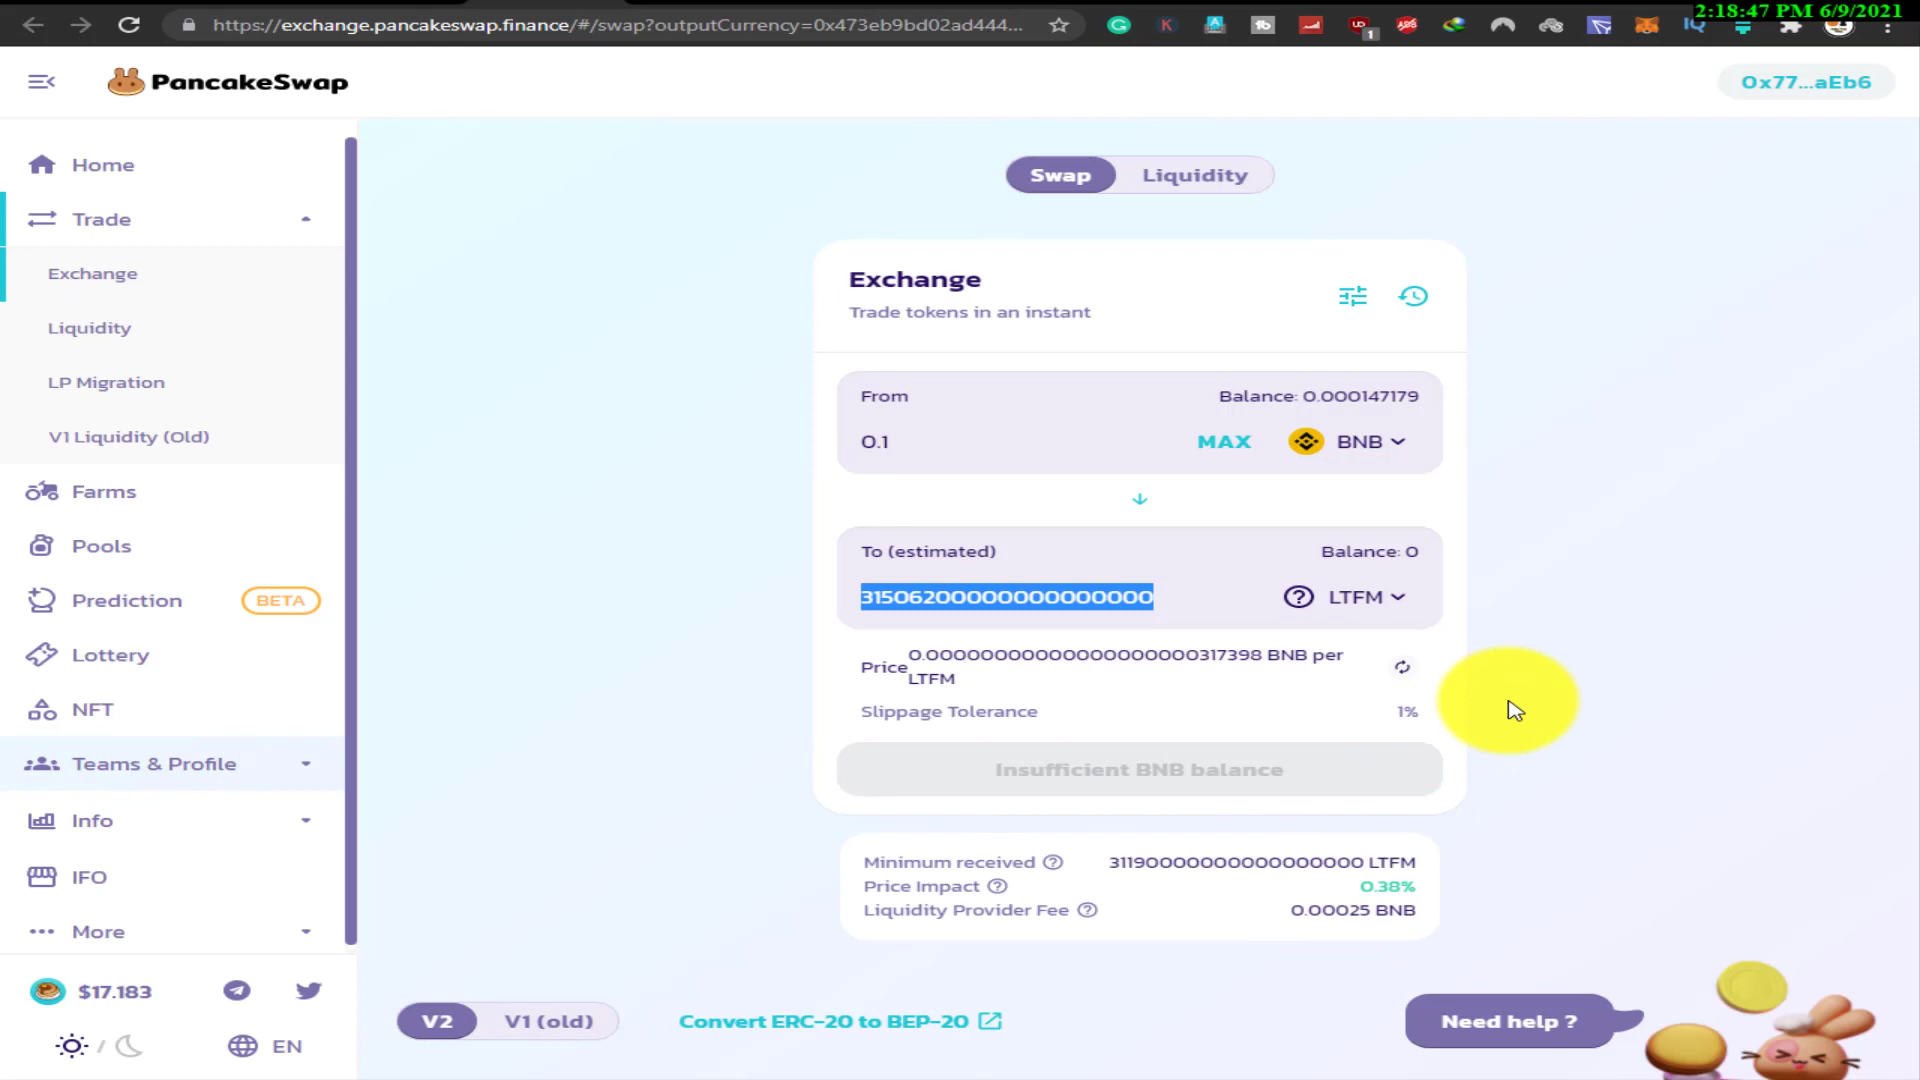 2:18:47 PM 6/9/2021
https://exchange.pancakeswap.finance/#/swap?outputCurrency=0x473eb9bd02ad444...
PancakeSwap
0x77...aEb6
Home
Trade
Exchange
Liquidity
LP Migration
V1 Liquidity (Old)
Farms
Pools
Prediction BETA
Lottery
NFT
Teams & Profile
Info
IFO
More
$17.183
EN
Swap Liquidity
Exchange
Trade tokens in an instant
From Balance: 0.000147179
0.1 MAX BNB
To (estimated) Balance: 0
31506200000000000000 LTFM
Price 0.00000000000000000000317398 BNB per
LTFM
Slippage Tolerance 1%
Insufficient BNB balance
Minimum received 31190000000000000000 LTFM
Price Impact 0.38%
Liquidity Provider Fee 0.00025 BNB
V2 V1 (old)
Convert ERC-20 to BEP-20
Need help ?